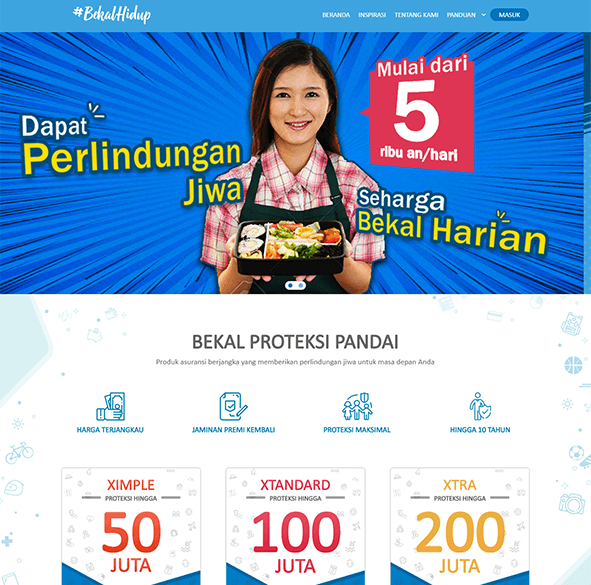 #BekalHidup
BERANDA INSPIRASI TENTANG KAMI PANDUAN MASUK
Dapat
Perlindungan
Jiwa
Mulai dari
5
ribu an/hari
Seharga
Bekal Harian
BEKAL PROTEKSI PANDAI
Produk asuransi berjangka yang memberikan perlindungan jiwa untuk masa depan Anda
HARGA TERJANGKAU
JAMINAN PREMI KEMBALI
PROTEKSI MAKSIMAL
HINGGA 10 TAHUN
XIMPLE
PROTEKSI HINGGA
50
JUTA
XTANDARD
PROTEKSI HINGGA
100
JUTA
XTRA
PROTEKSI HINGGA
200
JUTA